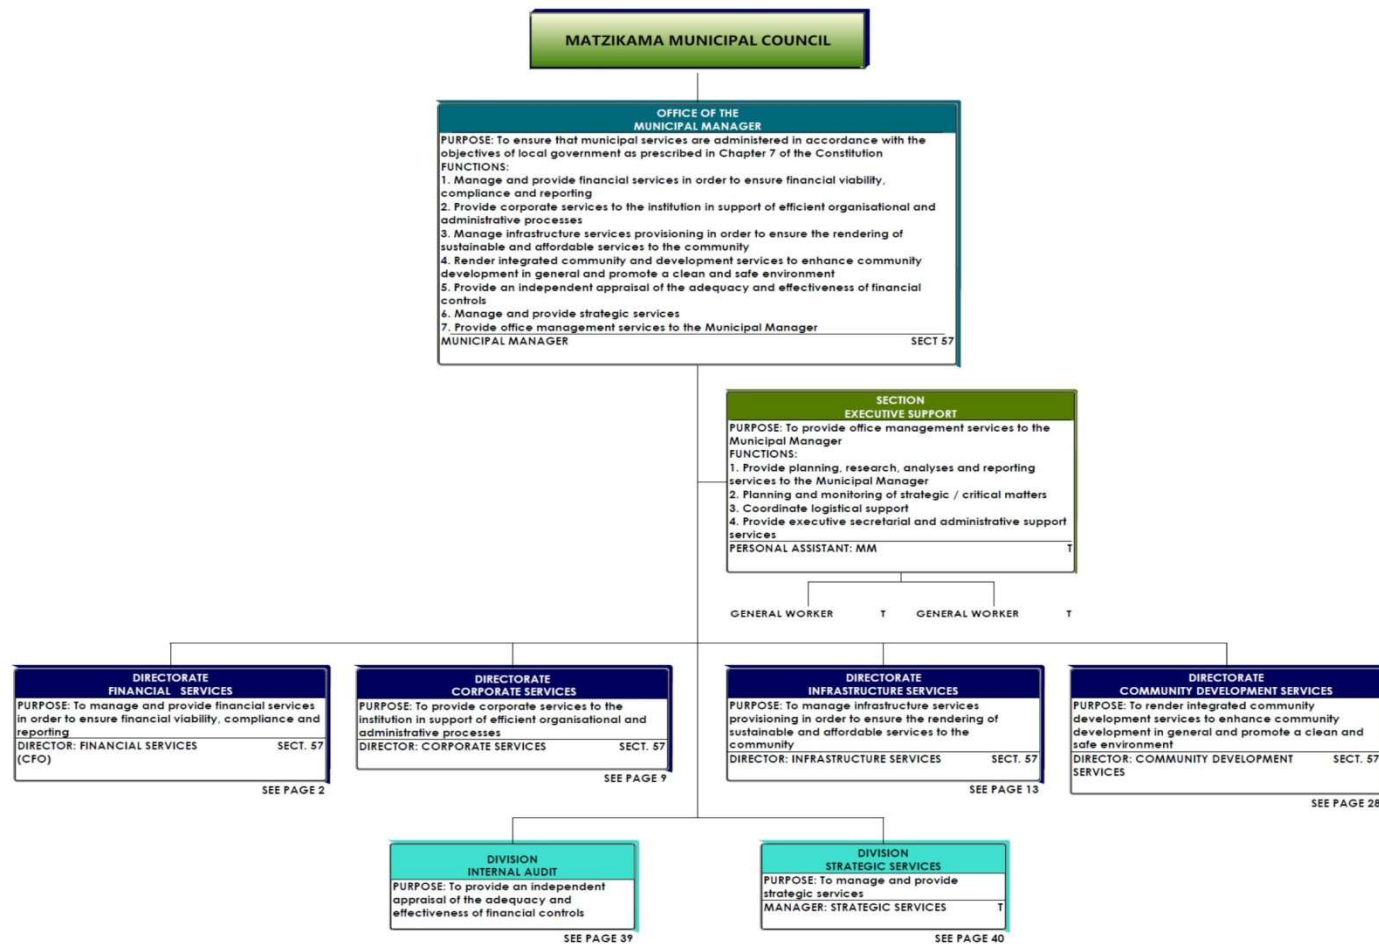 MATZIKAMA MUNICIPAL COUNCIL
OFFICE OF THE
MUNICIPAL MANAGER
PURPOSE: To ensure that municipal services are administered in accordance with the
objectives of local government as prescribed in Chapter 7 of the Constitution
FUNCTIONS:
1. Manage and provide financial services in order to ensure financial viability,
compliance and reporting
2. Provide corporate services to the institution in support of efficient organisational and
administrative processes
3. Manage infrastructure services provisioning in order to ensure the rendering of
sustainable and affordable services to the community
4. Render integrated community and development services to enhance community
development in general and promote a clean and safe environment
5. Provide an independent appraisal of the adequacy and effectiveness of financial
controls
6. Manage and provide strategic services
7. Provide office management services to the Municipal Manager
MUNICIPAL MANAGER SECT 57
SECTION
EXECUTIVE SUPPORT
PURPOSE: To provide office management services to the
Municipal Manager
FUNCTIONS:
1. Provide planning, research, analyses and reporting
services to the Municipal Manager
2. Planning and monitoring of strategic / critical matters
3. Coordinate logistical support
4. Provide executive secretarial and administrative support
services
PERSONAL ASSISTANT: MM T
GENERAL WORKER T GENERAL WORKER T
DIRECTORATE
FINANCIAL SERVICES
PURPOSE: To manage and provide financial services
in order to ensure financial viability, compliance and
reporting
DIRECTOR: FINANCIAL SERVICES SECT. 57
(CFO)
SEE PAGE 2
DIRECTORATE
CORPORATE SERVICES
PURPOSE: To provide corporate services to the
institution in support of efficient organisational and
administrative processes
DIRECTOR: CORPORATE SERVICES SECT. 57
SEE PAGE 9
DIRECTORATE
INFRASTRUCTURE SERVICES
PURPOSE: To manage infrastructure services
provisioning in order to ensure the rendering of
sustainable and affordable services to the
community
DIRECTOR: INFRASTRUCTURE SERVICES SECT. 57
SEE PAGE 13
DIRECTORATE
COMMUNITY DEVELOPMENT SERVICES
PURPOSE: To render integrated community
development services to enhance community
development in general and promote a clean and
safe environment
DIRECTOR: COMMUNITY DEVELOPMENT SECT. 57
SERVICES
SEE PAGE 28
DIVISION
INTERNAL AUDIT
PURPOSE: To provide an independent
appraisal of the adequacy and
effectiveness of financial controls
SEE PAGE 39
DIVISION
STRATEGIC SERVICES
PURPOSE: To manage and provide
strategic services
MANAGER: STRATEGIC SERVICES T
SEE PAGE 40